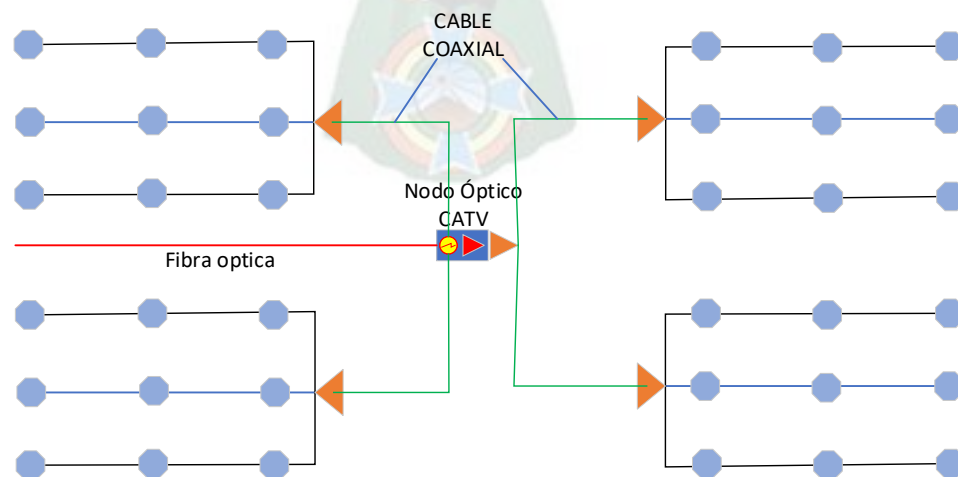 CABLE
COAXIAL
Nodo Óptico
CATV
Fibra optica